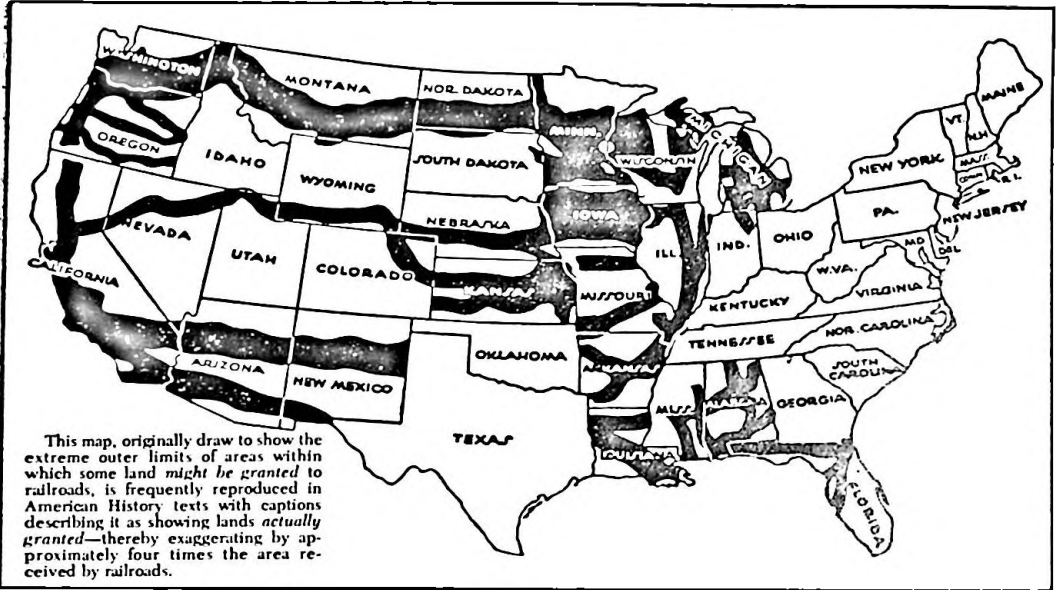 WASHINGTON
MONTANA
NOR. DAKOTA
MINN.
MICHIGAN
MAINE
VT.
N.H.
OREGON
IDAHO
WYOMING
SOUTH DAKOTA
WISCONSIN
NEW YORK
MASS.
CONN.
R.I.
NEBRASKA
IOWA
PA.
NEW JERSEY
NEVADA
UTAH
COLORADO
KANSAS
MISSOURI
ILL.
IND.
OHIO
MD.
DEL.
W.VA.
VIRGINIA
CALIFORNIA
KENTUCKY
NOR. CAROLINA
TENNESSEE
OKLAHOMA
ARKANSAS
SOUTH
CAROLINA
ARIZONA
NEW MEXICO
MISS.
ALABAMA
GEORGIA
TEXAS
LOUISIANA
FLORIDA
This map, originally draw to show the
extreme outer limits of areas within
which some land might be granted to
railroads, is frequently reproduced in
American History texts with captions
describing it as showing lands actually
granted—thereby exaggerating by ap-
proximately four times the area re-
ceived by railroads.